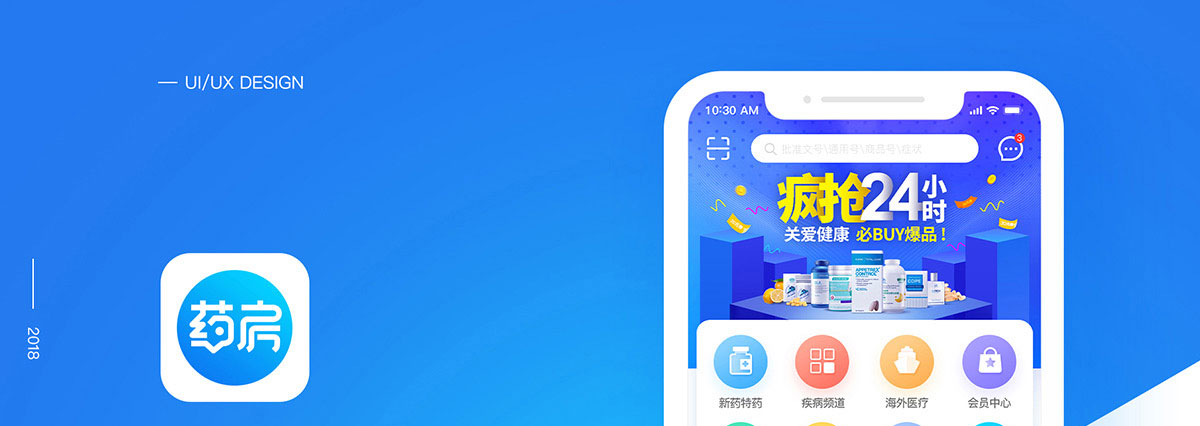 — UI/UX DESIGN
2018
药房
10:30 AM
批准文号\通用号\商品号\症状
3
疯抢24小时
关爱健康 必BUY爆品！
APPETREX CONTROL
新药特药
疾病频道
海外医疗
会员中心